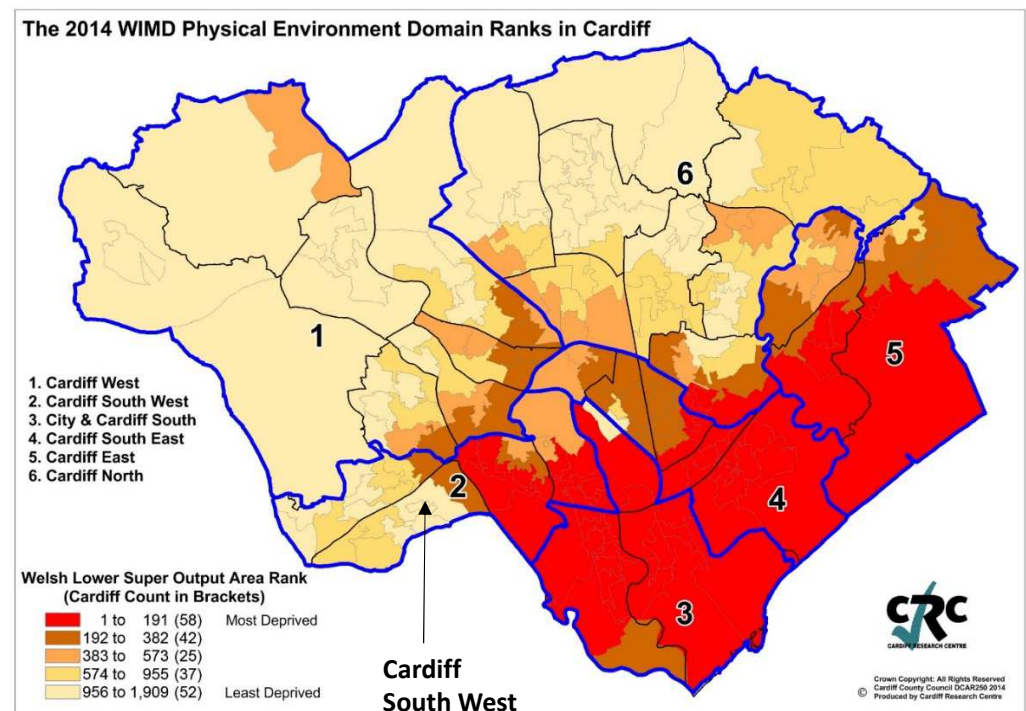 The 2014 WIMD Physical Environment Domain Ranks in Cardiff
6
1
5
1. Cardiff West
2. Cardiff South West
3. City & Cardiff South
4. Cardiff South East
5. Cardiff East
6. Cardiff North
2
4
3
Welsh Lower Super Output Area Rank
(Cardiff Count in Brackets)
1 to 191 (58) Most Deprived
192 to 382 (42)
383 to 573 (25)
574 to 955 (37)
956 to 1,909 (52) Least Deprived
Cardiff
South West
CRC
CARDIFF RESEARCH CENTRE
Crown Copyright: All Rights Reserved
© Cardiff County Council DCAR250 2014
Produced by Cardiff Research Centre